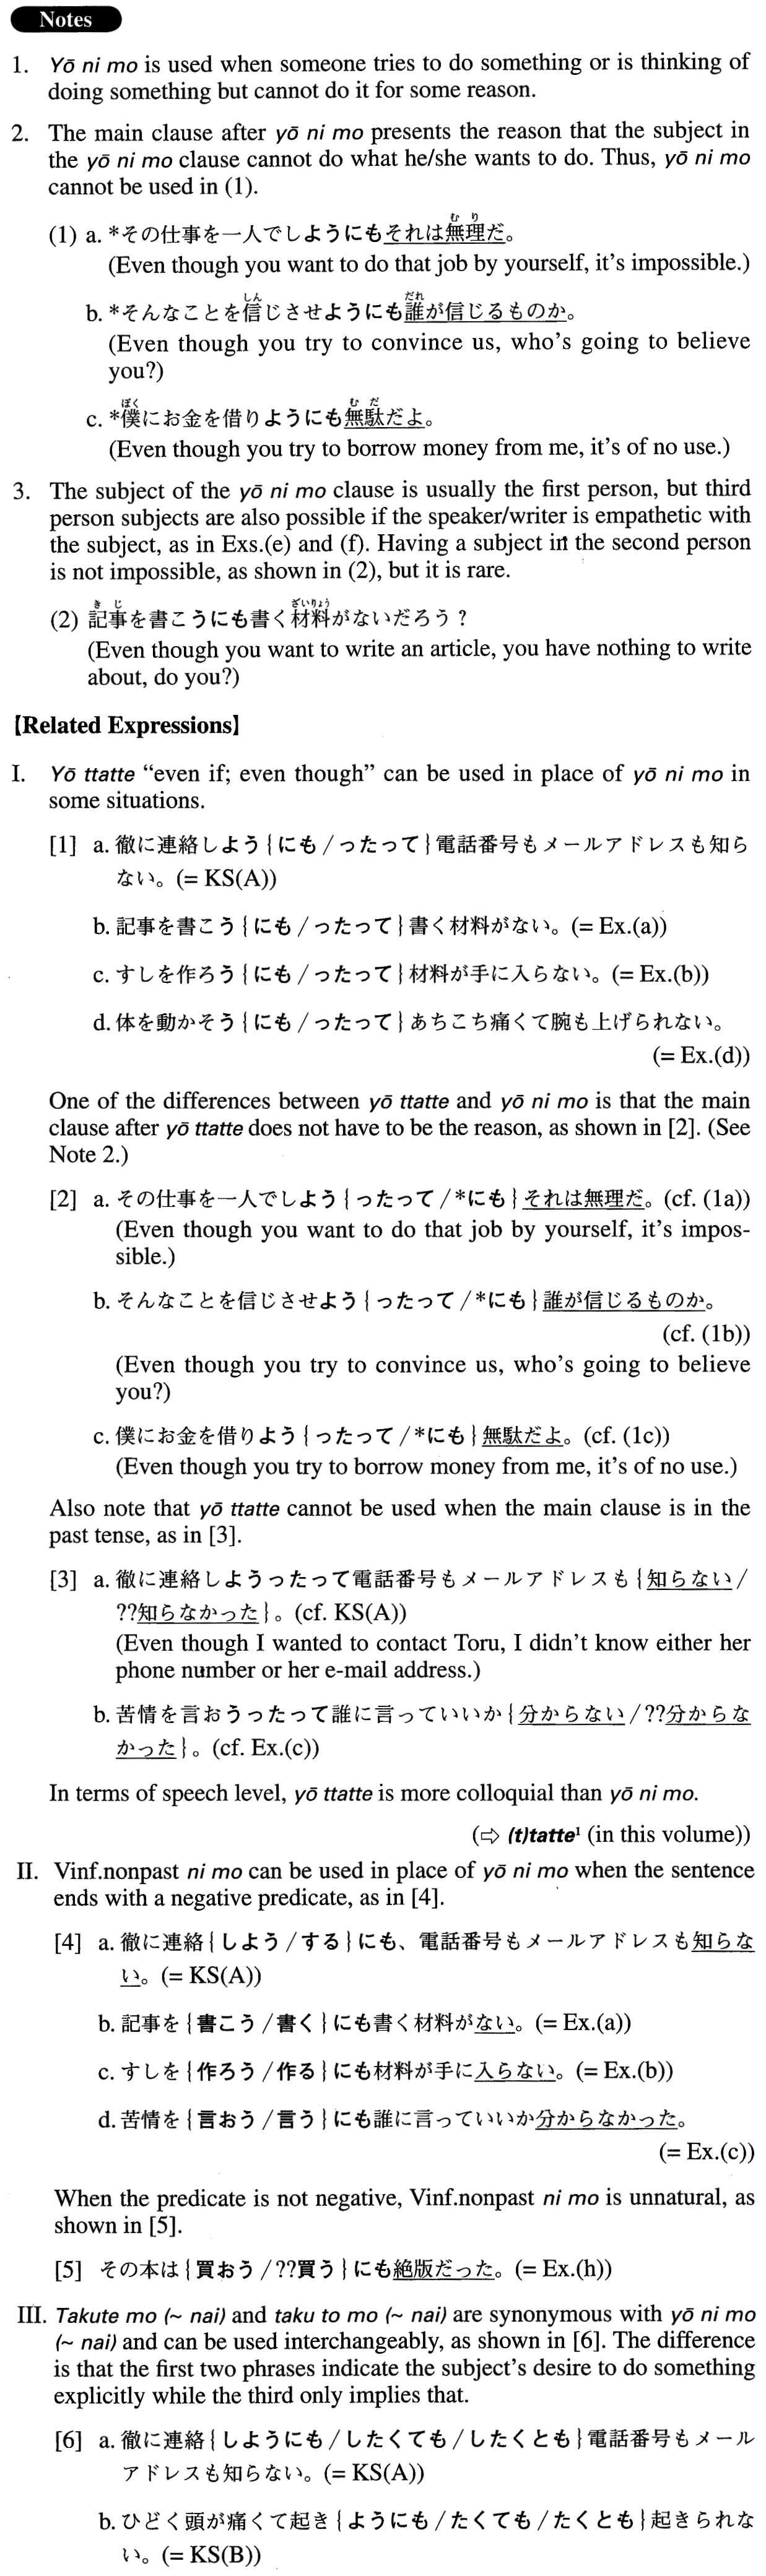 Notes
1. Yō ni mo is used when someone tries to do something or is thinking of
doing something but cannot do it for some reason.
2. The main clause after yō ni mo presents the reason that the subject in
the yō ni mo clause cannot do what he/she wants to do. Thus, yō ni mo
cannot be used in (1).
むり
(1) a. *その仕事を一人でしようにもそれは無理だ。
(Even though you want to do that job by yourself, it's impossible.)
しん だれ
b. *そんなことを信じさせようにも誰が信じるものか。
(Even though you try to convince us, who's going to believe
you?)
ぼく むだ
c. *僕にお金を借りようにも無駄だよ。
(Even though you try to borrow money from me, it's of no use.)
3. The subject of the yō ni mo clause is usually the first person, but third
person subjects are also possible if the speaker/writer is empathetic with
the subject, as in Exs.(e) and (f). Having a subject in the second person
is not impossible, as shown in (2), but it is rare.
きじ ざいりょう
(2) 記事を書こうにも書く材料がないだろう？
(Even though you want to write an article, you have nothing to write
about, do you?)
【Related Expressions】
I. Yō ttatte “even if; even though” can be used in place of yō ni mo in
some situations.
[1] a. 徹に連絡しよう{にも/ったって}電話番号もメールアドレスも知ら
ない。(= KS(A))
b. 記事を書こう{にも/ったって}書く材料がない。(= Ex.(a))
c. すしを作ろう{にも/ったって}材料が手に入らない。(= Ex.(b))
d. 体を動かそう{にも/ったって}あちこち痛くて腕も上げられない。
(= Ex.(d))
One of the differences between yō ttatte and yō ni mo is that the main
clause after yō ttatte does not have to be the reason, as shown in [2]. (See
Note 2.)
[2] a. その仕事を一人でしよう{ったって/*にも}それは無理だ。(cf. (1a))
(Even though you want to do that job by yourself, it's impos-
sible.)
b. そんなことを信じさせよう{ったって/*にも}誰が信じるものか。
(cf. (1b))
(Even though you try to convince us, who's going to believe
you?)
c. 僕にお金を借りよう{ったって/*にも}無駄だよ。(cf. (1c))
(Even though you try to borrow money from me, it's of no use.)
Also note that yō ttatte cannot be used when the main clause is in the
past tense, as in [3].
[3] a. 徹に連絡しようったって電話番号もメールアドレスも{知らない/
??知らなかった}。(cf. KS(A))
(Even though I wanted to contact Toru, I didn't know either her
phone number or her e-mail address.)
b. 苦情を言おうったって誰に言っていいか{分からない/??分からな
かった}。(cf. Ex.(c))
In terms of speech level, yō ttatte is more colloquial than yō ni mo.
(⇨ (t)tatte¹ (in this volume))
II. Vinf.nonpast ni mo can be used in place of yō ni mo when the sentence
ends with a negative predicate, as in [4].
[4] a. 徹に連絡{しよう/する}にも、電話番号もメールアドレスも知らな
い。(= KS(A))
b. 記事を{書こう/書く}にも書く材料がない。(= Ex.(a))
c. すしを{作ろう/作る}にも材料が手に入らない。(= Ex.(b))
d. 苦情を{言おう/言う}にも誰に言っていいか分からなかった。
(= Ex.(c))
When the predicate is not negative, Vinf.nonpast ni mo is unnatural, as
shown in [5].
[5] その本は{買おう/??買う}にも絶版だった。(= Ex.(h))
III. Takute mo (~ nai) and taku to mo (~ nai) are synonymous with yō ni mo
(~ nai) and can be used interchangeably, as shown in [6]. The difference
is that the first two phrases indicate the subject's desire to do something
explicitly while the third only implies that.
[6] a. 徹に連絡{しようにも/したくても/したくとも}電話番号もメール
アドレスも知らない。(= KS(A))
b. ひどく頭が痛くて起き{ようにも/たくても/たくとも}起きられな
い。(= KS(B))